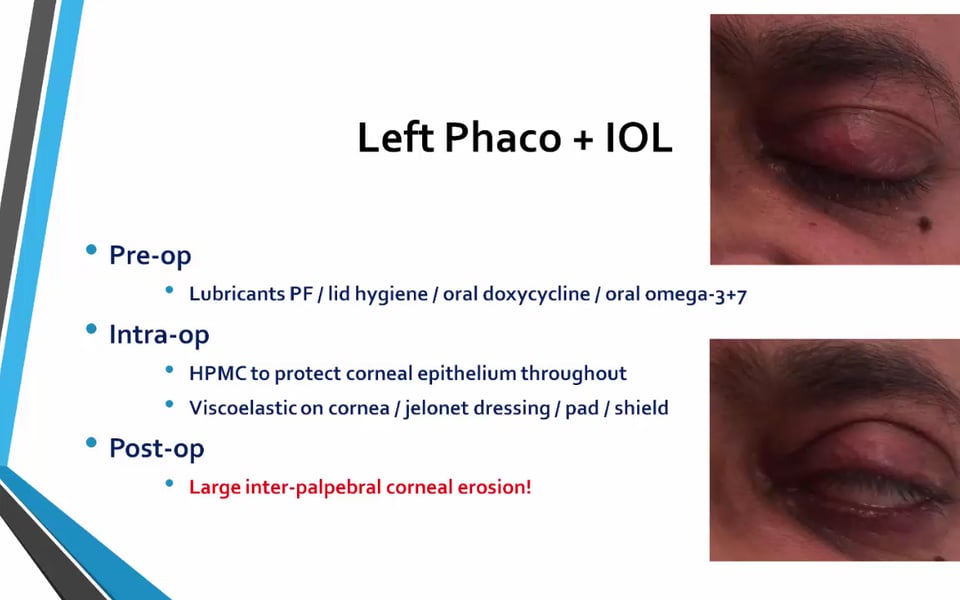 Left Phaco + IOL
Pre-op
Lubricants PF / lid hygiene / oral doxycycline / oral omega-3+7
Intra-op
HPMC to protect corneal epithelium throughout
Viscoelastic on cornea / jelonet dressing / pad / shield
Post-op
Large inter-palpebral corneal erosion!